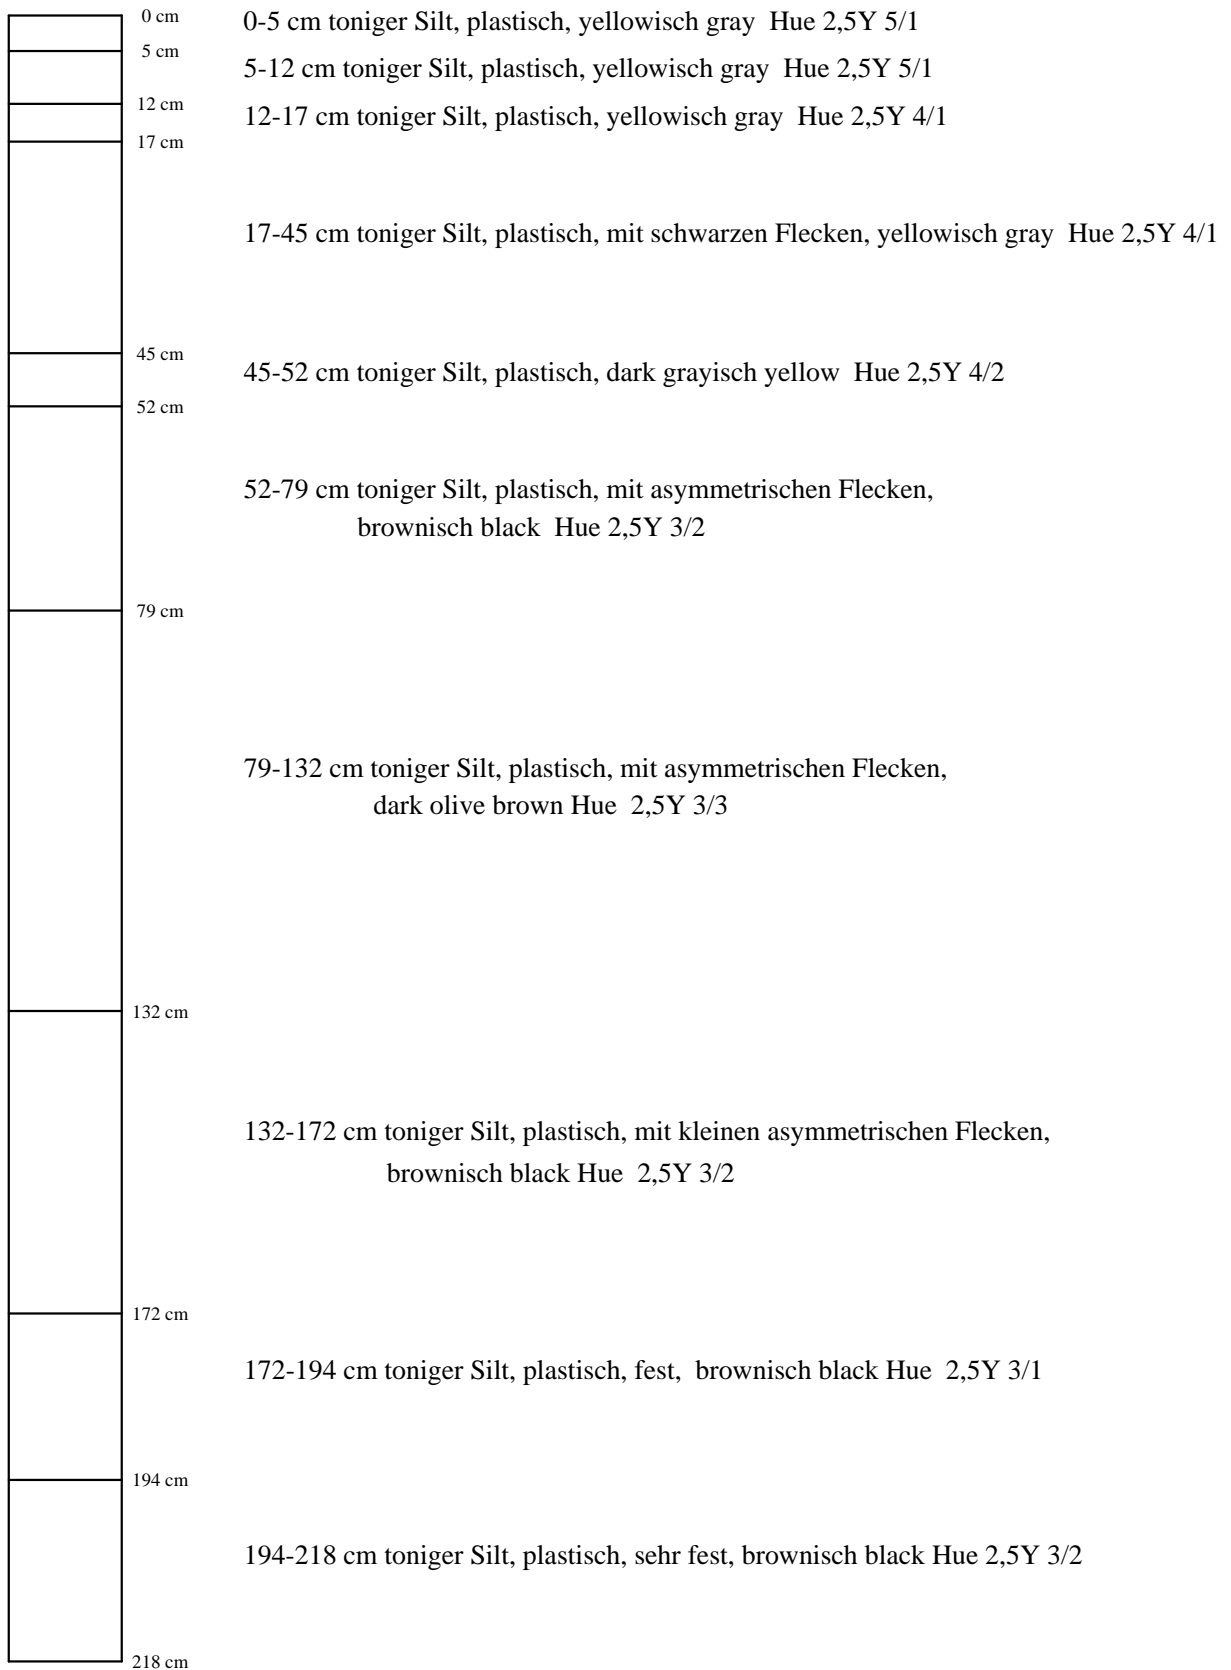 0 cm
0-5 cm toniger Silt, plastisch, yellowisch gray Hue 2,5Y 5/1
5 cm
5-12 cm toniger Silt, plastisch, yellowisch gray Hue 2,5Y 5/1
12 cm
12-17 cm toniger Silt, plastisch, yellowisch gray Hue 2,5Y 4/1
17 cm
17-45 cm toniger Silt, plastisch, mit schwarzen Flecken, yellowisch gray Hue 2,5Y 4/1
45 cm
45-52 cm toniger Silt, plastisch, dark grayisch yellow Hue 2,5Y 4/2
52 cm
52-79 cm toniger Silt, plastisch, mit asymmetrischen Flecken,
brownisch black Hue 2,5Y 3/2
79 cm
79-132 cm toniger Silt, plastisch, mit asymmetrischen Flecken,
dark olive brown Hue 2,5Y 3/3
132 cm
132-172 cm toniger Silt, plastisch, mit kleinen asymmetrischen Flecken,
brownisch black Hue 2,5Y 3/2
172 cm
172-194 cm toniger Silt, plastisch, fest, brownisch black Hue 2,5Y 3/1
194 cm
194-218 cm toniger Silt, plastisch, sehr fest, brownisch black Hue 2,5Y 3/2
218 cm